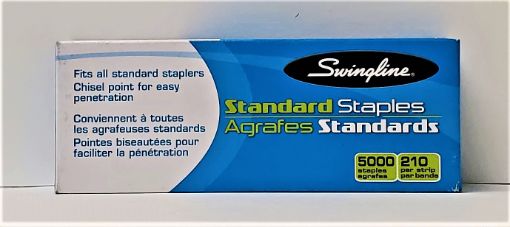 Fits all standard staplers
Chisel point for easy
penetration
Conviennent à toutes
les agrafeuses standards
Pointes biseautées pour
faciliter la pénétration
Swingline®
Standard Staples
Agrafes Standards
5000
staples
agrafes
210
per strip
par bande